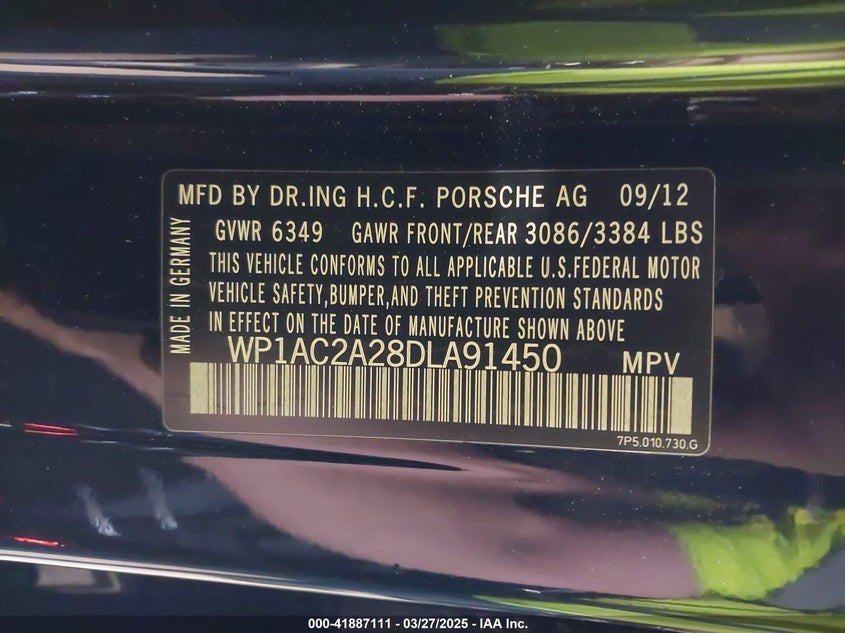 MFD BY DR.ING H.C.F. PORSCHE AG 09/12
GVWR 6349 GAWR FRONT/REAR 3086/3384 LBS
THIS VEHICLE CONFORMS TO ALL APPLICABLE U.S.FEDERAL MOTOR
VEHICLE SAFETY,BUMPER,AND THEFT PREVENTION STANDARDS
IN EFFECT ON THE DATE OF MANUFACTURE SHOWN ABOVE
MADE IN GERMANY
WP1AC2A28DLA91450 MPV
7P5.010.730.G
000-41887111 — 03/27/2025 - IAA Inc.